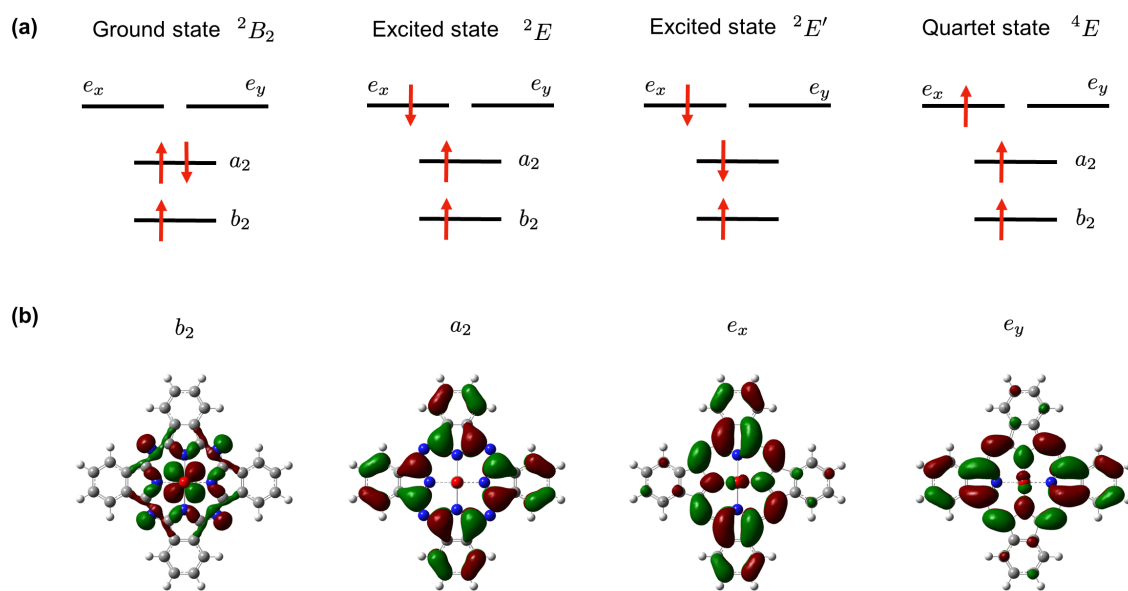 (a)
Ground state ²B₂
Excited state ²E
Excited state ²E′
Quartet state ⁴E
eₓ e_y eₓ e_y eₓ e_y eₓ e_y
a₂ a₂ a₂
b₂ b₂ b₂
(b)
b₂ a₂ eₓ e_y